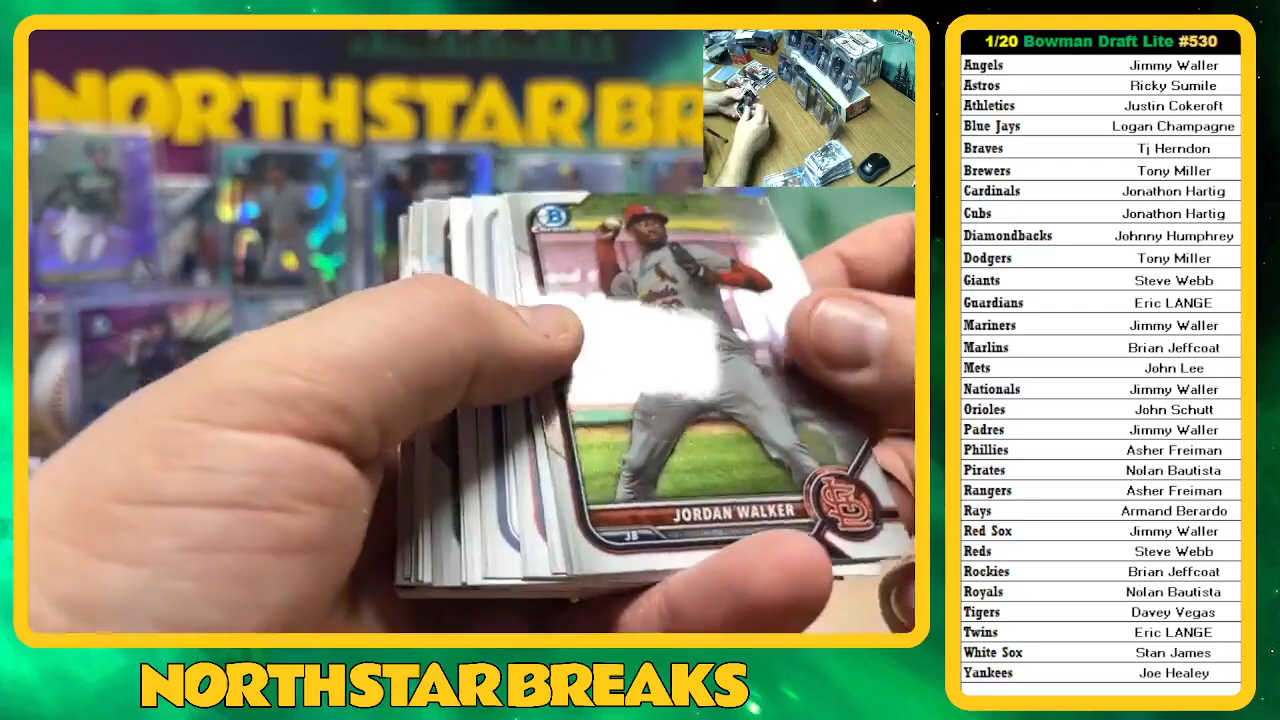 NORTHSTAR BR
Chrome
JORDAN WALKER
JB
NORTHSTAR BREAKS
1/20 Bowman Draft Lite #530
Angels Jimmy Waller
Astros Ricky Sumile
Athletics Justin Cokeroft
Blue Jays Logan Champagne
Braves Tj Herndon
Brewers Tony Miller
Cardinals Jonathon Hartig
Cubs Jonathon Hartig
Diamondbacks Johnny Humphrey
Dodgers Tony Miller
Giants Steve Webb
Guardians Eric LANGE
Mariners Jimmy Waller
Marlins Brian Jeffcoat
Mets John Lee
Nationals Jimmy Waller
Orioles John Schutt
Padres Jimmy Waller
Phillies Asher Freiman
Pirates Nolan Bautista
Rangers Asher Freiman
Rays Armand Berardo
Red Sox Jimmy Waller
Reds Steve Webb
Rockies Brian Jeffcoat
Royals Nolan Bautista
Tigers Davey Vegas
Twins Eric LANGE
White Sox Stan James
Yankees Joe Healey